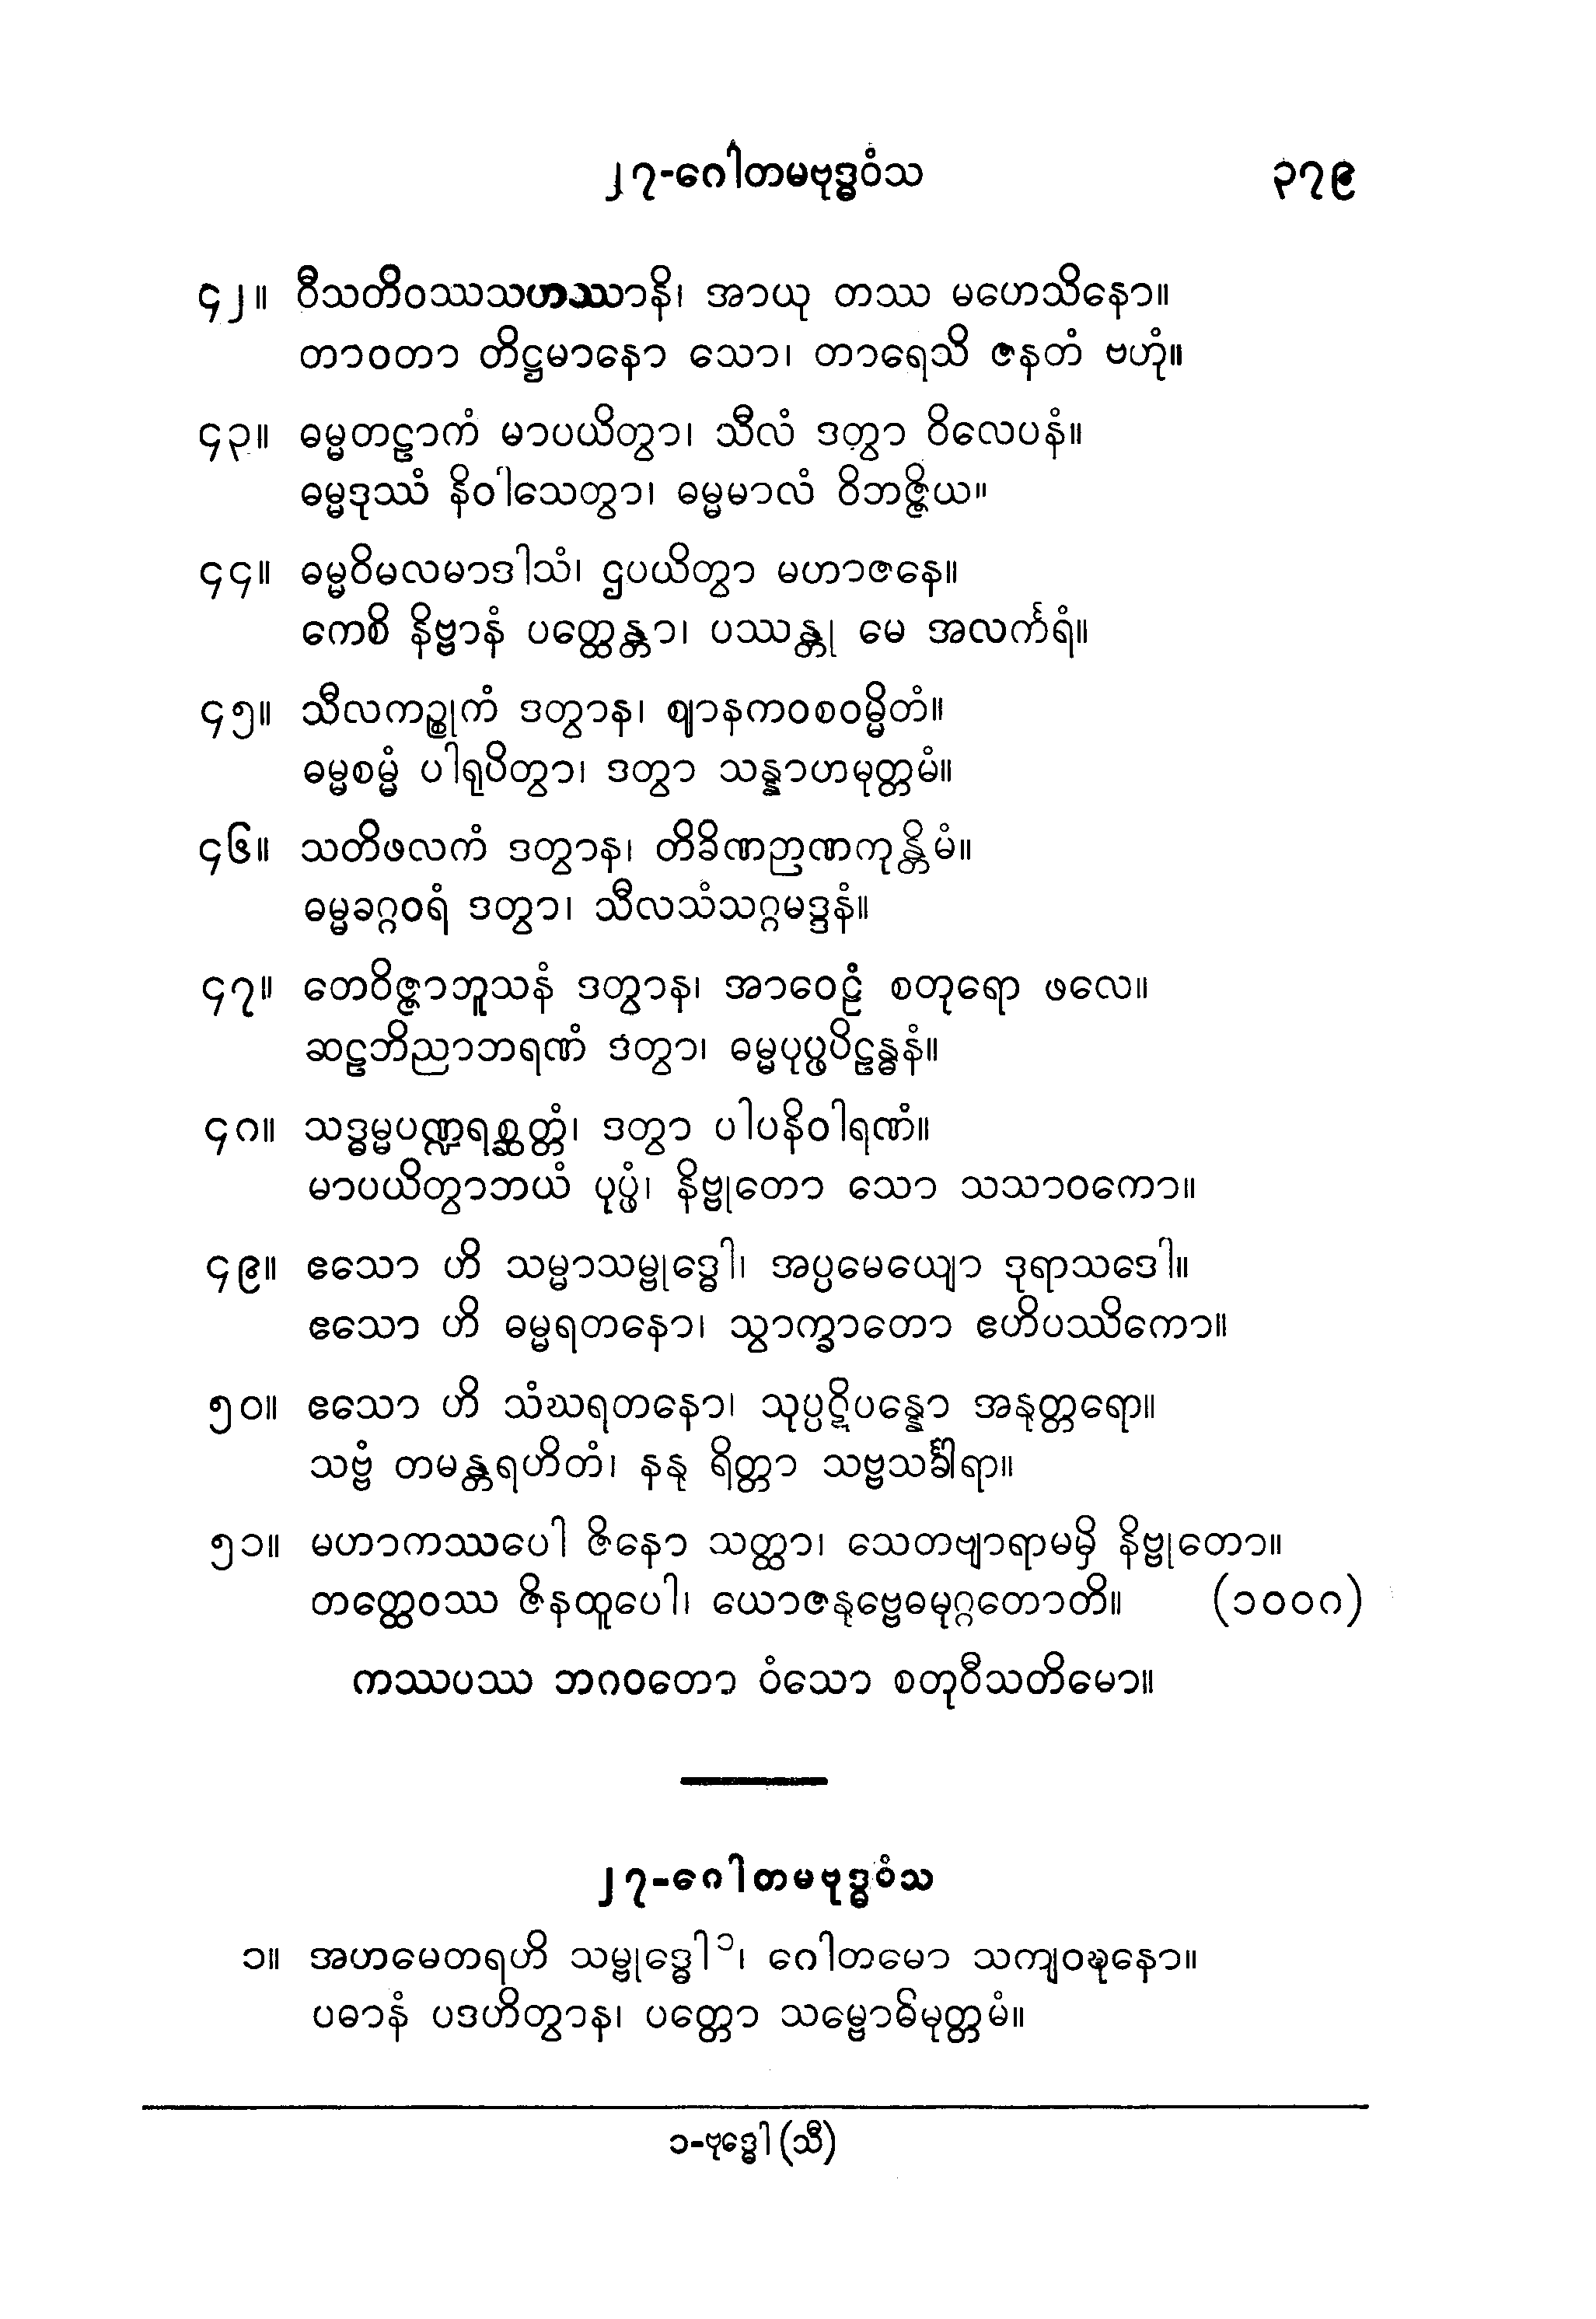 ၂၇-ဂေါတမဗုဒ္ဓဝံသ ၃၇၉
၄၂။ ဝီသတိဝဿသဟဿာနိ၊ အာယု တဿ မဟေသိနော။
တာဝတာ တိဋ္ဌမာနော သော၊ တာရေသိ ဇနတံ ဗဟုံ။
၄၃။ ဓမ္မတဠာကံ မာပယိတွာ၊ သီလံ ဒတွာ ဝိလေပနံ။
ဓမ္မဒုဿံ နိဝါသေတွာ၊ ဓမ္မမာလံ ဝိဘဇ္ဇိယ။
၄၄။ ဓမ္မဝိမလမာဒါသံ၊ ဌပယိတွာ မဟာဇနေ။
ကေစိ နိဗ္ဗာနံ ပတ္ထေန္တာ၊ ပဿန္တု မေ အလင်္ကရံ။
၄၅။ သီလကဉ္စုကံ ဒတွာန၊ ဈာနကဝစဝမ္မိတံ။
ဓမ္မစမ္မံ ပါရုပိတွာ၊ ဒတွာ သန္နာဟမုတ္တမံ။
၄၆။ သတိဖလကံ ဒတွာန၊ တိခိဏဉာဏကုန္တိမံ။
ဓမ္မခဂ္ဂဝရံ ဒတွာ၊ သီလသံသဂ္ဂမဒ္ဒနံ။
၄၇။ တေဝိဇ္ဇာဘူသနံ ဒတွာန၊ အာဝေဠံ စတုရော ဖလေ။
ဆဠဘိညာဘရဏံ ဒတွာ၊ ဓမ္မပုပ္ဖပိဠန္ဓနံ။
၄၈။ သဒ္ဓမ္မပဏ္ဍရစ္ဆတ္တံ၊ ဒတွာ ပါပနိဝါရဏံ။
မာပယိတွာဘယံ ပုပ္ဖံ၊ နိဗ္ဗုတော သော သသာဝကော။
၄၉။ ဧသော ဟိ သမ္မာသမ္ဗုဒ္ဓေါ၊ အပ္ပမေယျော ဒုရာသဒေါ။
ဧသော ဟိ ဓမ္မရတနော၊ သွာက္ခာတော ဧဟိပဿိကော။
၅၀။ ဧသော ဟိ သံဃရတနော၊ သုပ္ပဋိပန္နော အနုတ္တရော။
သဗ္ဗံ တမန္တရဟိတံ၊ နနု ရိတ္တာ သဗ္ဗသင်္ခါရာ။
၅၁။ မဟာကဿပေါ ဇိနော သတ္ထာ၊ သေတဗျာရာမမှိ နိဗ္ဗုတော။
တတ္ထေဝဿ ဇိနထူပေါ၊ ယောဇနုဗ္ဗေဓမုဂ္ဂတောတိ။ (၁၀၀၈)
ကဿပဿ ဘဂဝတော ဝံသော စတုဝီသတိမော။
၂၇-ဂေါတမဗုဒ္ဓဝံသ
၁။ အဟမေတရဟိ သမ္ဗုဒ္ဓေါ၁၊ ဂေါတမော သကျဝဍ္ဎနော။
ပဓာနံ ပဒဟိတွာန၊ ပတ္တော သမ္ဗောဓိမုတ္တမံ။
၁-ဗုဒ္ဓေါ (သီ)